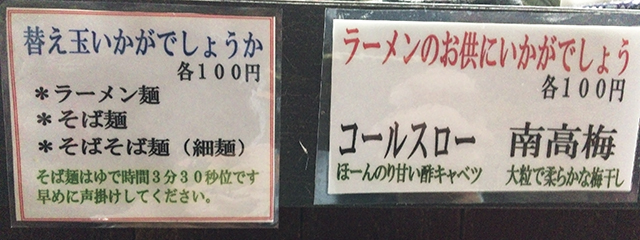 替え玉いかがでしょうか
各100円
*ラーメン麺
*そば麺
*そばそば麺（細麺）
そば麺はゆで時間3分30秒位です
早めに声掛けしてください。
ラーメンのお供にいかがでしょう
各100円
コールスロー 南高梅
ほーんのり甘い酢キャベツ 大粒で柔らかな梅干し